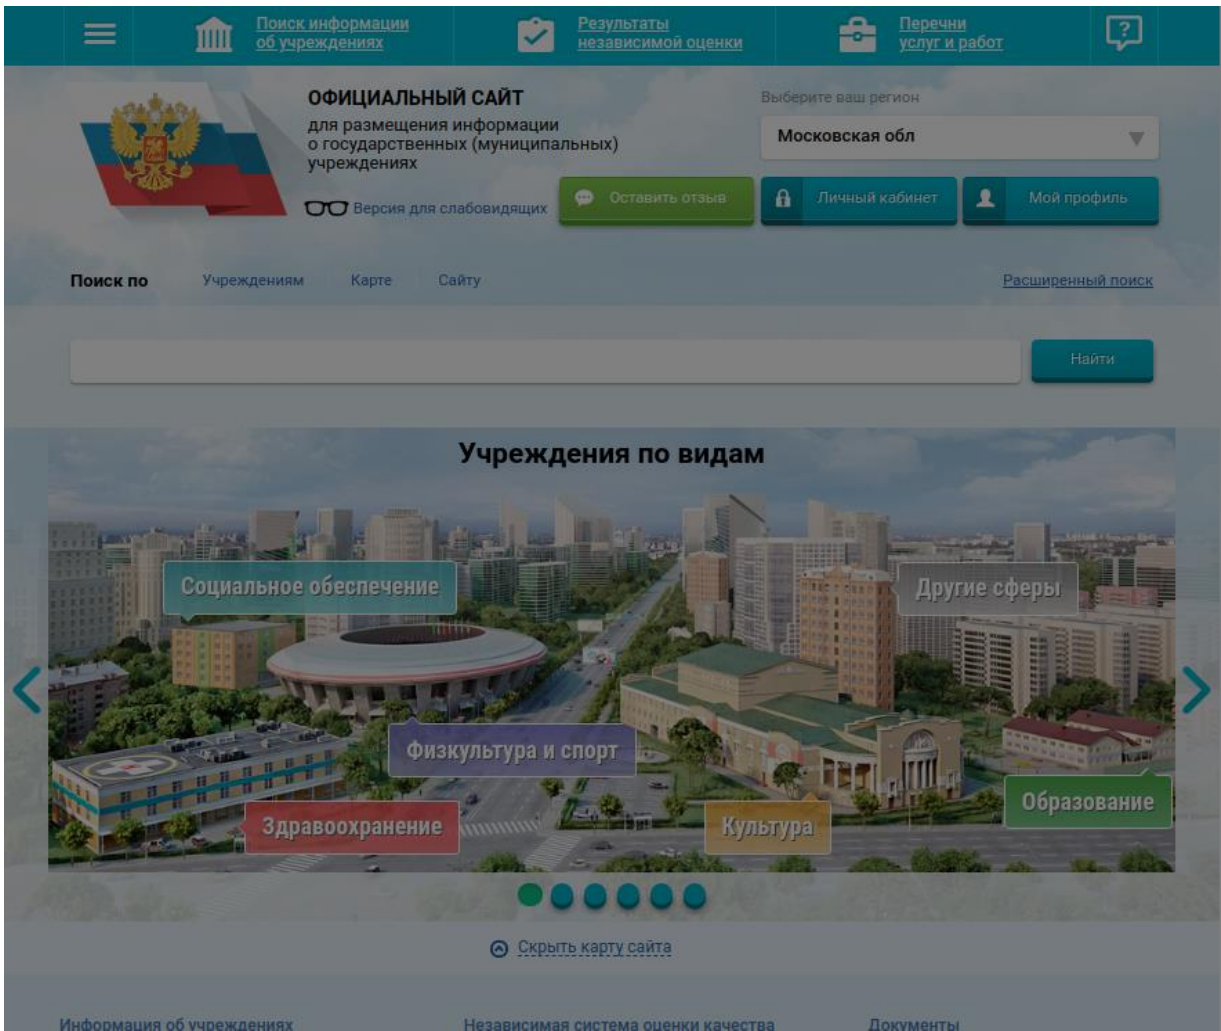 Поиск информации
об учреждениях
Результаты
независимой оценки
Перечни
услуг и работ
ОФИЦИАЛЬНЫЙ САЙТ
для размещения информации
о государственных (муниципальных)
учреждениях
Версия для слабовидящих
Выберите ваш регион
Московская обл
Оставить отзыв
Личный кабинет
Мой профиль
Поиск по
Учреждениям
Карте
Сайту
Расширенный поиск
Найти
Учреждения по видам
Социальное обеспечение
Другие сферы
Физкультура и спорт
Образование
Здравоохранение
Культура
Скрыть карту сайта
Информация об учреждениях
Независимая система оценки качества
Документы